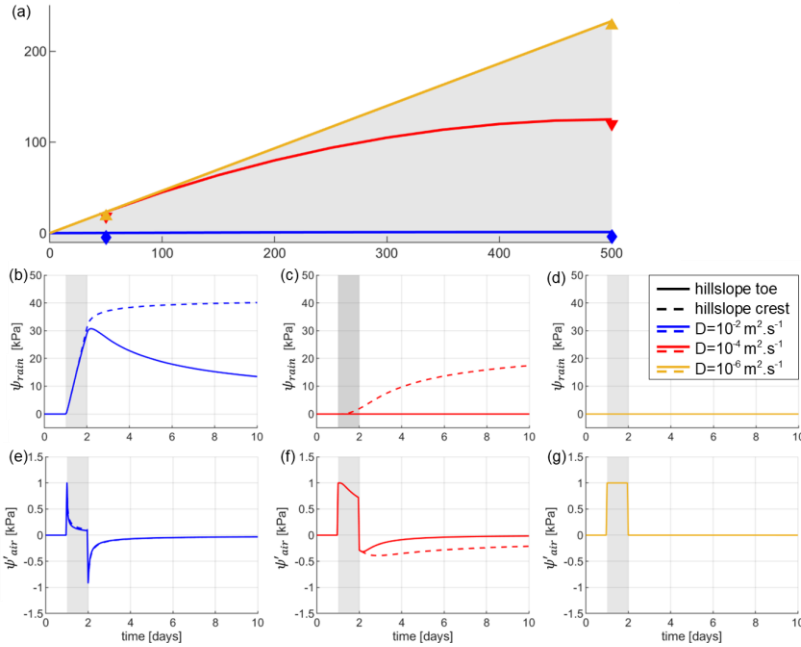 (a)
200
100
0
0 100 200 300 400 500
(b) (c) (d)
50 50 50
40 40 40
30 30 30
20 20 20
10 10 10
0 0 0
ψrain [kPa] ψrain [kPa] ψrain [kPa]
0 2 4 6 8 10 0 2 4 6 8 10 0 2 4 6 8 10
hillslope toe
hillslope crest
D=10⁻² m².s⁻¹
D=10⁻⁴ m².s⁻¹
D=10⁻⁶ m².s⁻¹
(e) (f) (g)
1.5 1.5 1.5
1 1 1
0.5 0.5 0.5
0 0 0
-0.5 -0.5 -0.5
-1 -1 -1
-1.5 -1.5 -1.5
ψ'air [kPa] ψ'air [kPa] ψ'air [kPa]
0 2 4 6 8 10 0 2 4 6 8 10 0 2 4 6 8 10
time [days] time [days] time [days]